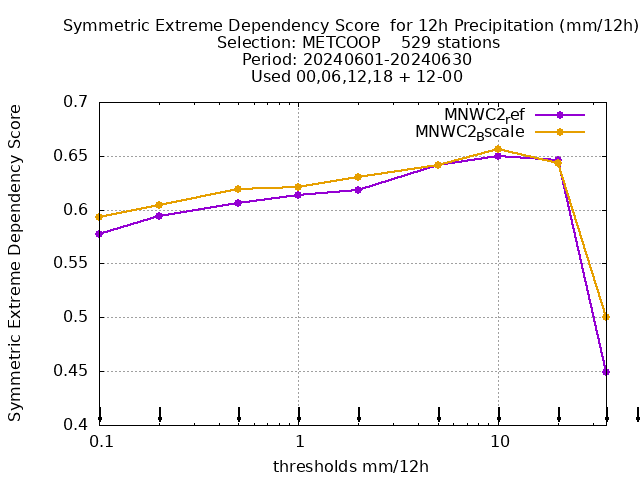 Symmetric Extreme Dependency Score  for 12h Precipitation (mm/12h)
Selection: METCOOP    529 stations
Period: 20240601-20240630
Used 00,06,12,18 + 12-00
Symmetric Extreme Dependency Score
0.7
0.65
0.6
0.55
0.5
0.45
0.4
MNWC2ref
MNWC2Bscale
0.1
1
10
thresholds mm/12h